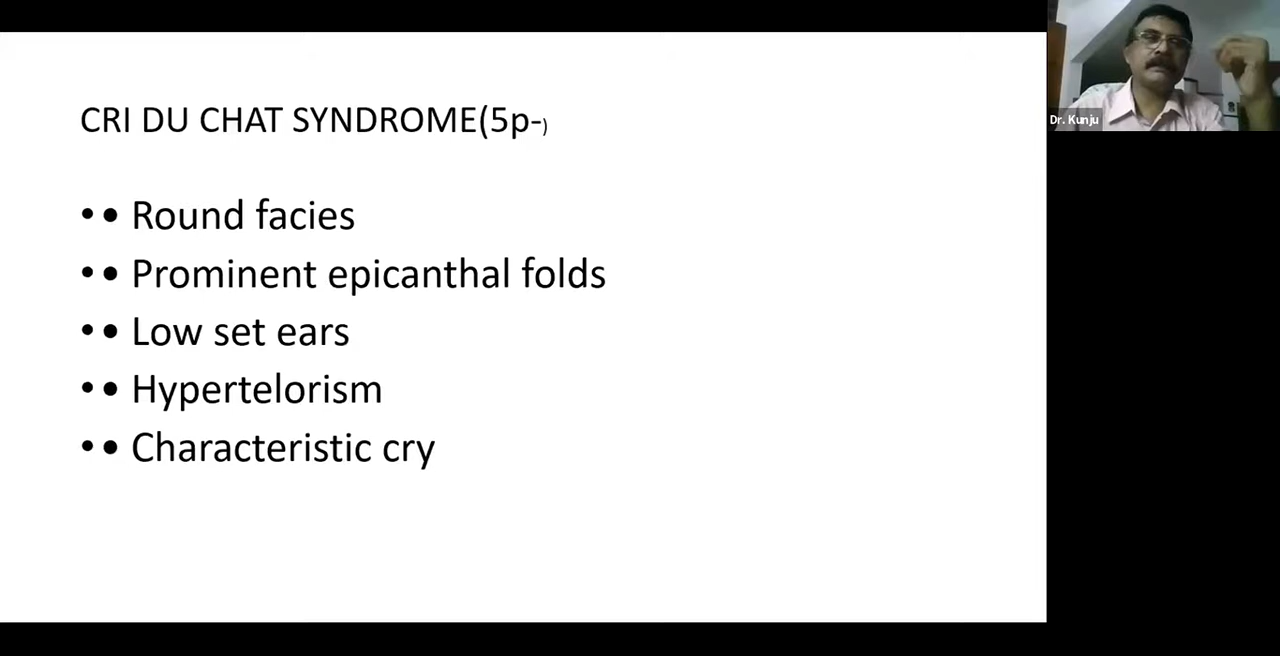 CRI DU CHAT SYNDROME(5p-)
• • Round facies
• • Prominent epicanthal folds
• • Low set ears
• • Hypertelorism
• • Characteristic cry
Dr. Kunju